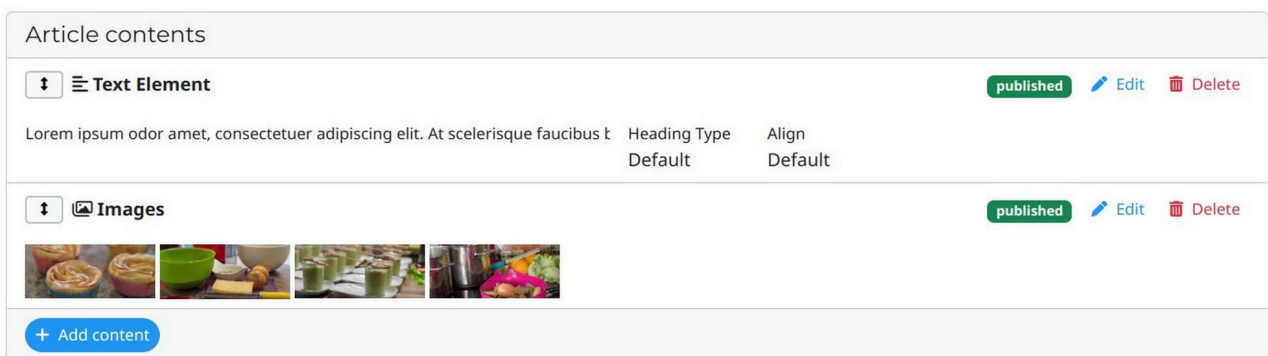 Article contents
Text Element
published
Edit
Delete
Lorem ipsum odor amet, consectetuer adipiscing elit. At scelerisque faucibus
Heading Type
Align
Default
Default
Images
published
Edit
Delete
+ Add content